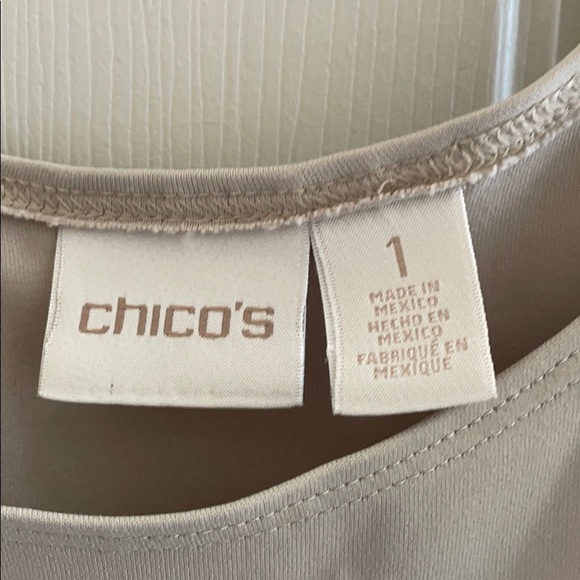 chico's
1
MADE IN
MEXICO
HECHO EN
MEXICO
FABRIQUÉ EN
MEXIQUE